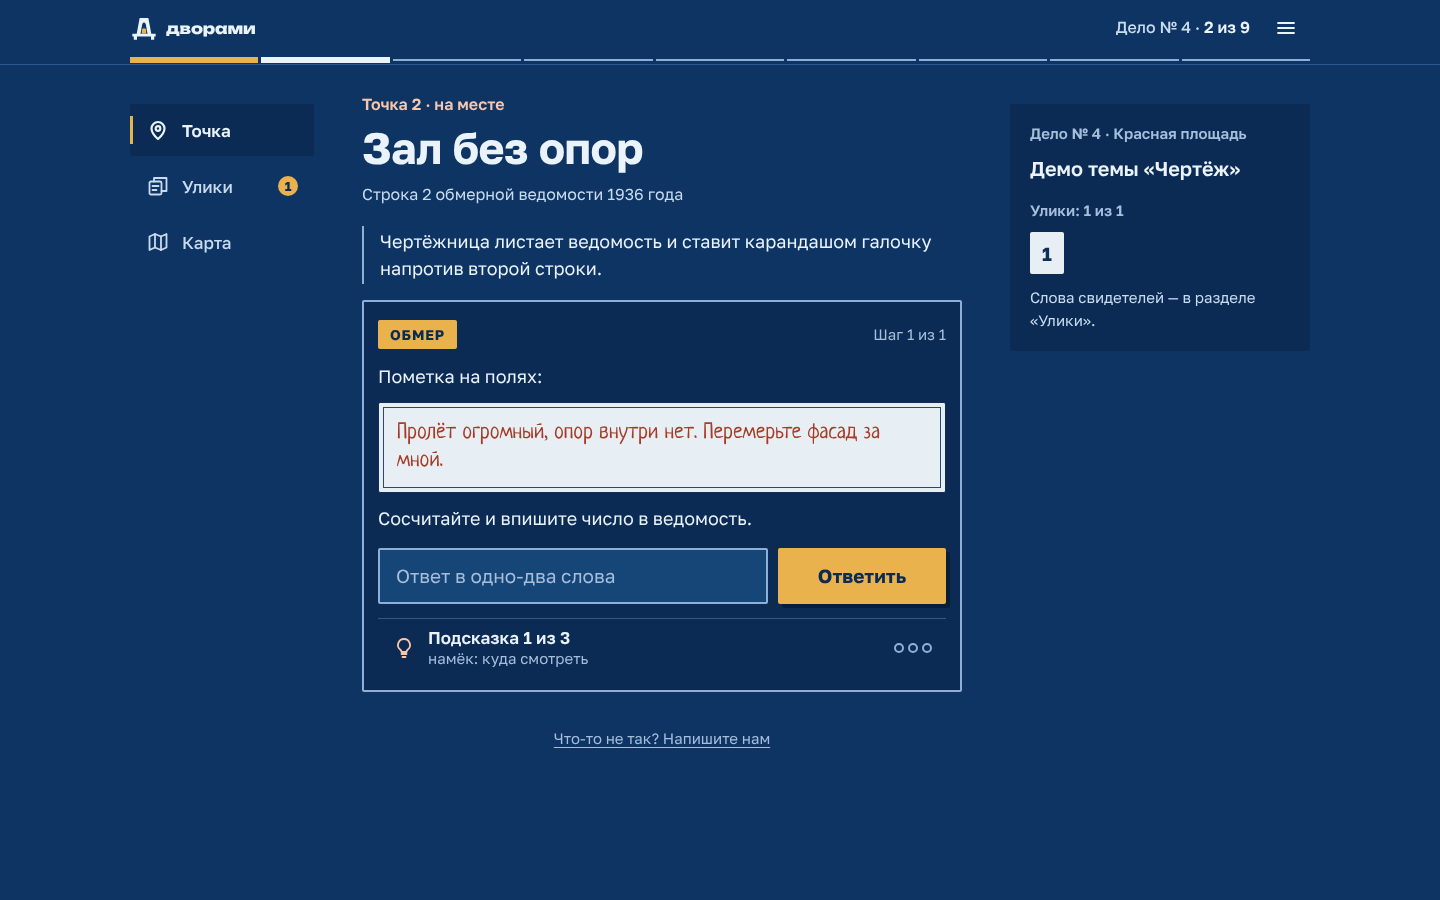 дворами
Дело № 4 · 2 из 9
Точка
Улики 1
Карта
Точка 2 · на месте
Зал без опор
Строка 2 обмерной ведомости 1936 года
Чертёжница листает ведомость и ставит карандашом галочку
напротив второй строки.
ОБМЕР
Шаг 1 из 1
Пометка на полях:
Пролёт огромный, опор внутри нет. Перемерьте фасад за
мной.
Сосчитайте и впишите число в ведомость.
Ответ в одно-два слова
Ответить
Подсказка 1 из 3
намёк: куда смотреть
Что-то не так? Напишите нам
Дело № 4 · Красная площадь
Демо темы «Чертёж»
Улики: 1 из 1
1
Слова свидетелей — в разделе
«Улики».